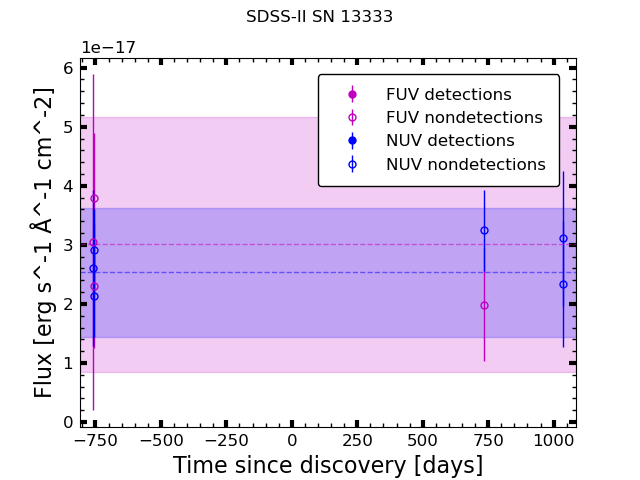 SDSS-II SN 13333
1e−17
6
5
4
3
2
1
0
Flux [erg s^-1 Å^-1 cm^-2]
FUV detections
FUV nondetections
NUV detections
NUV nondetections
−750 −500 −250 0 250 500 750 1000
Time since discovery [days]